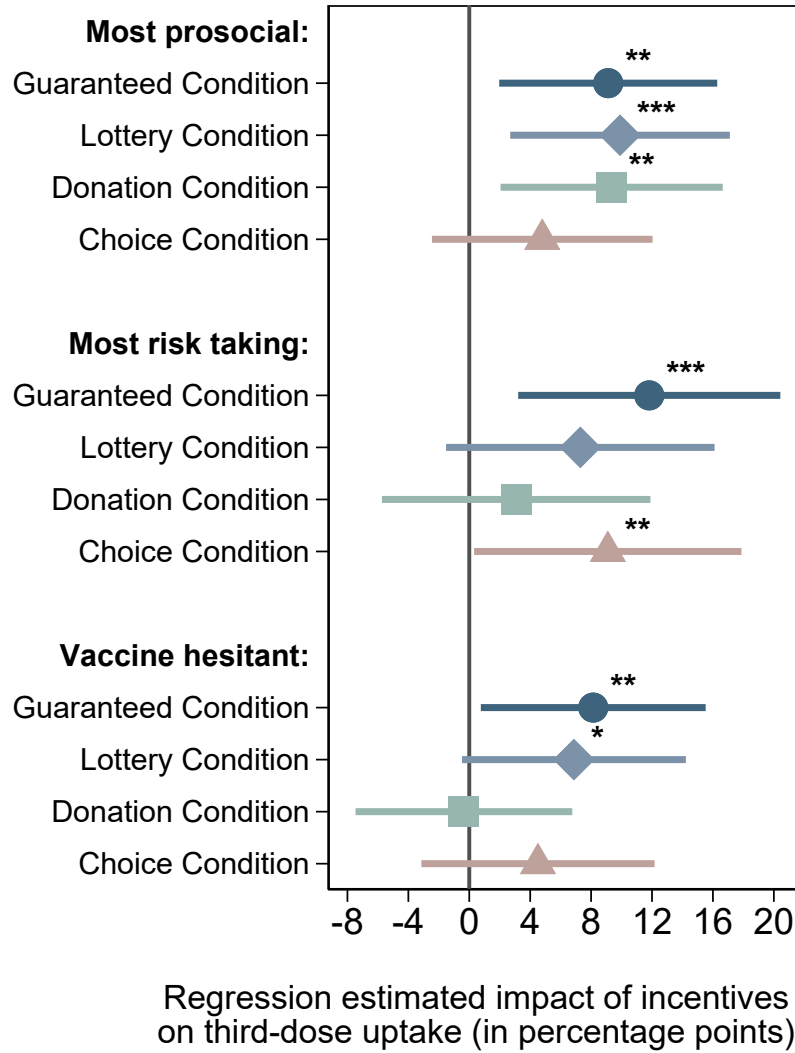 Most prosocial:
**
Guaranteed Condition
***
Lottery Condition
**
Donation Condition
Choice Condition
Most risk taking:
***
Guaranteed Condition
Lottery Condition
Donation Condition
**
Choice Condition
Vaccine hesitant:
**
Guaranteed Condition
*
Lottery Condition
Donation Condition
Choice Condition
-8 -4 0 4 8 12 16 20
Regression estimated impact of incentives
on third-dose uptake (in percentage points)